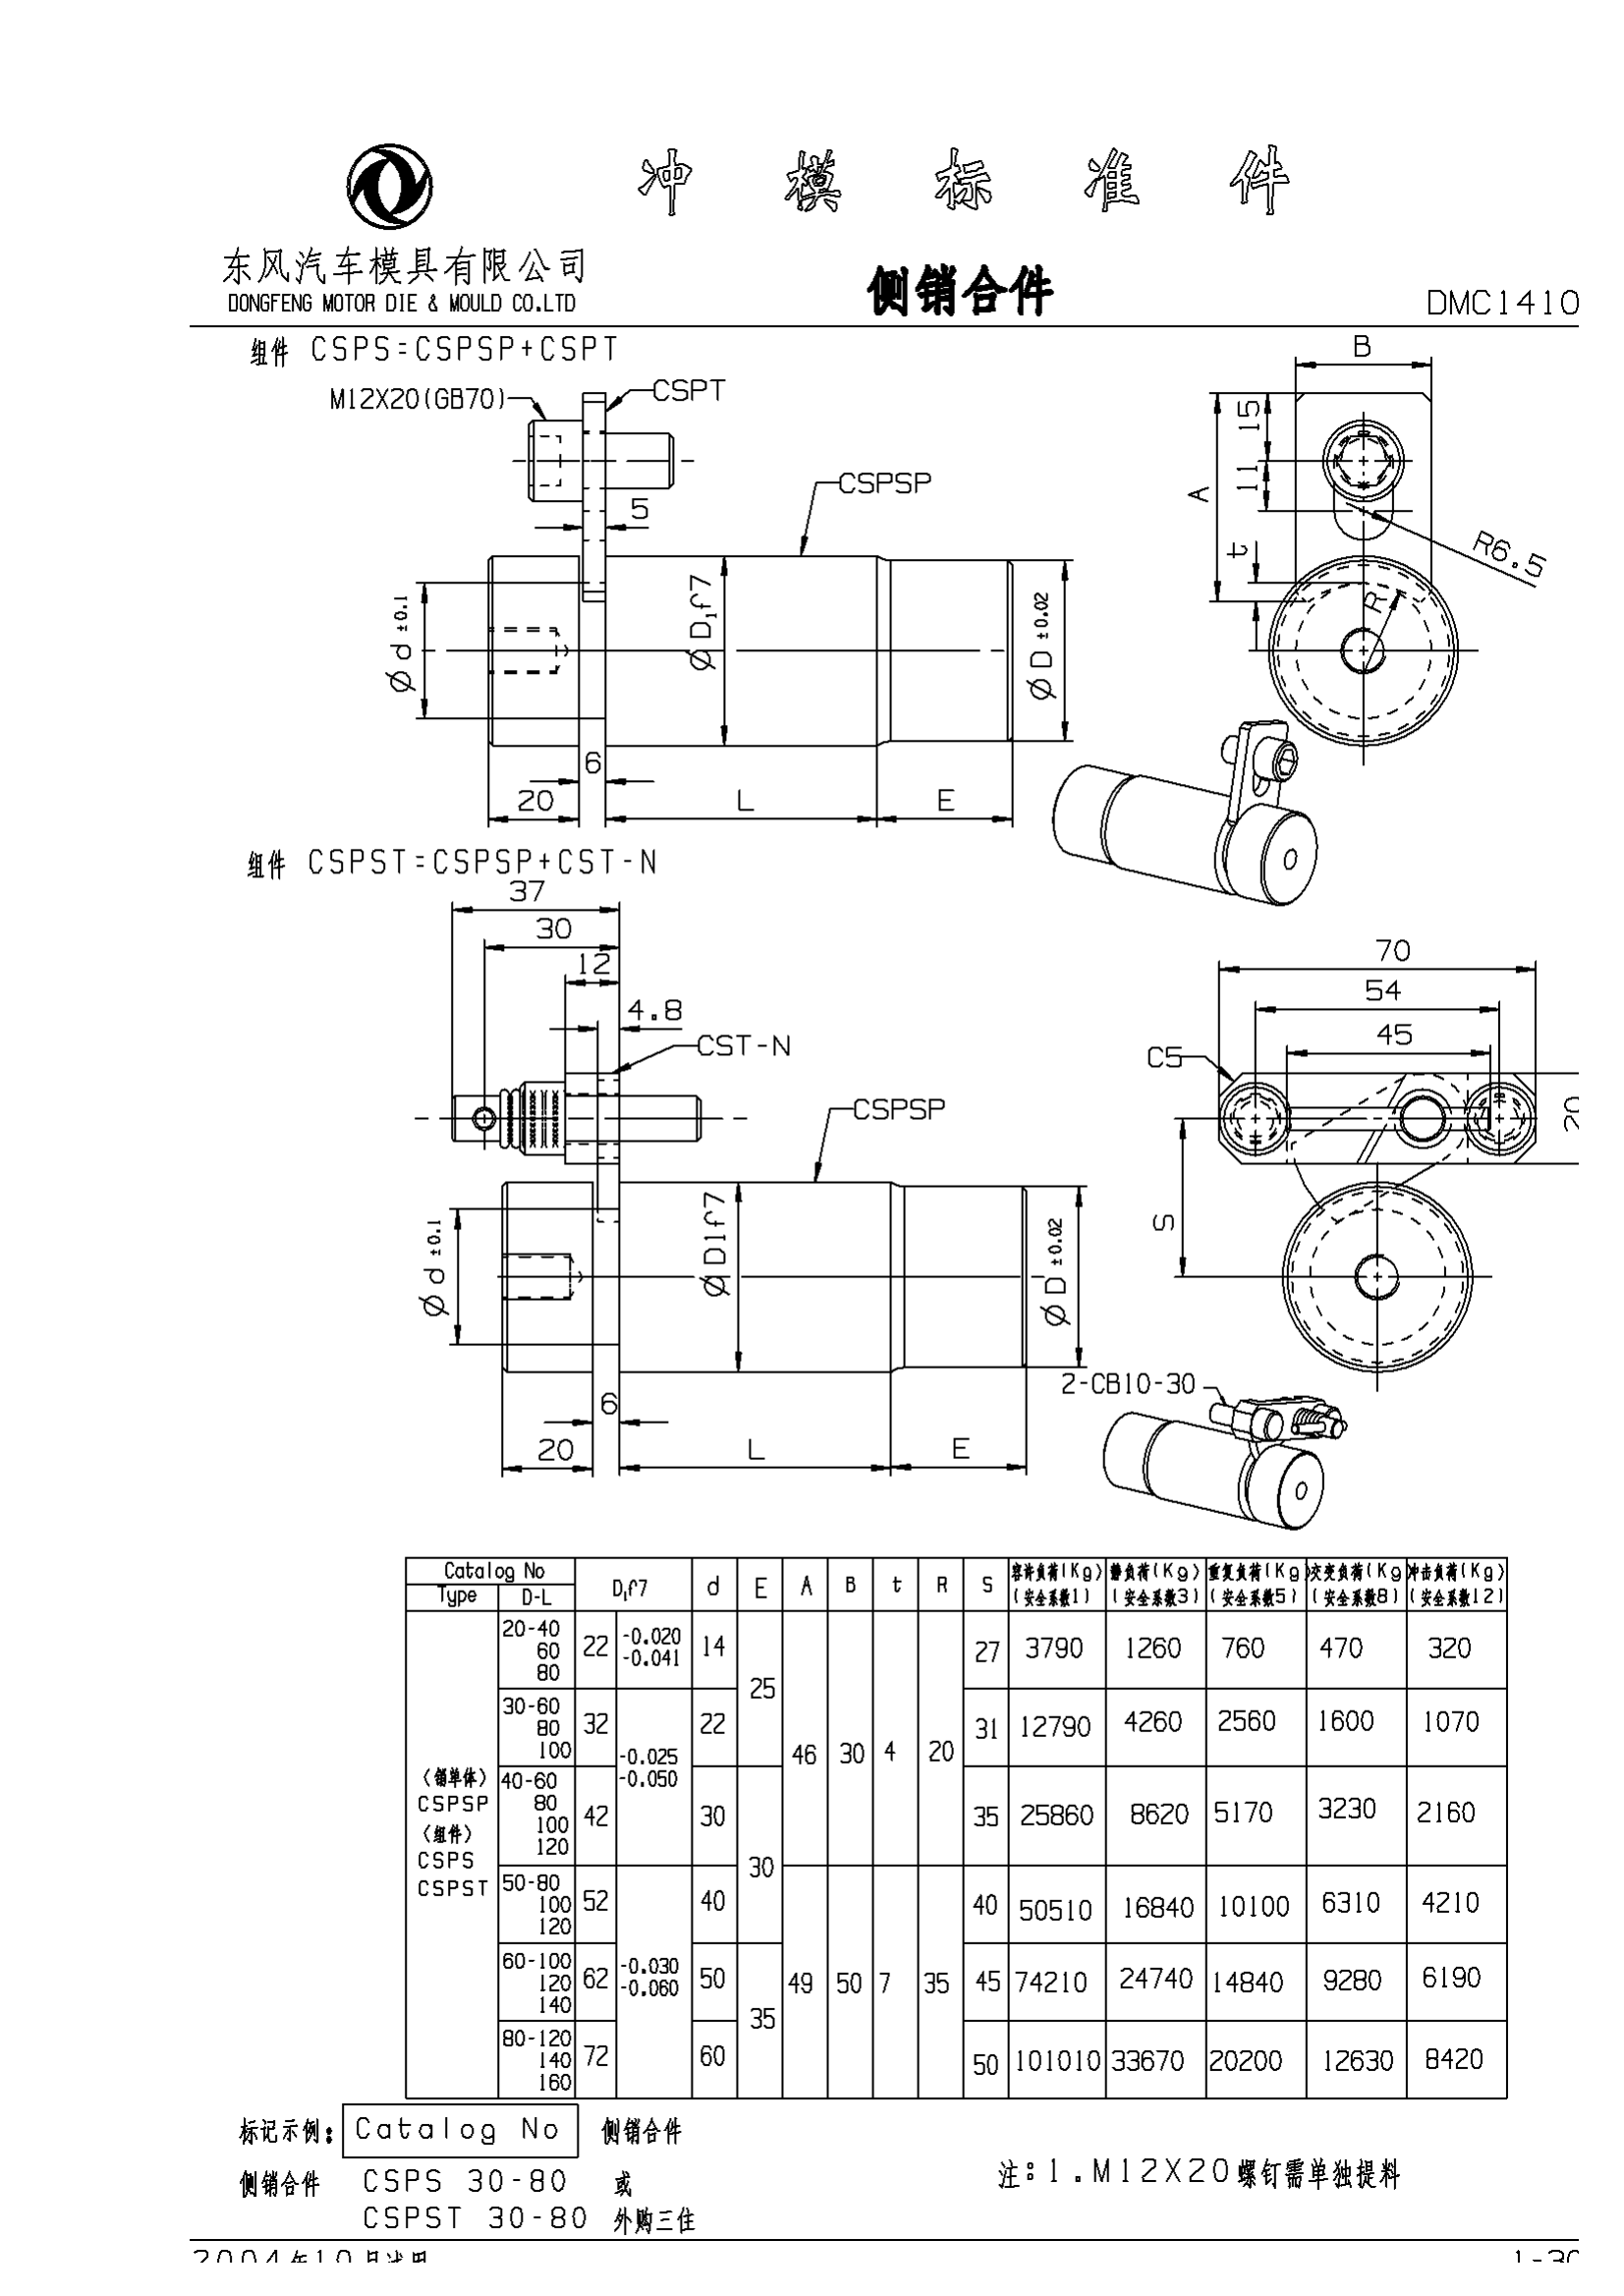 冲模标准件
东风汽车模具有限公司
DONGFENG MOTOR DIE & MOULD CO.LTD
侧销合件
DMC1410
组件 CSPS=CSPSP+CSPT
M12X20(GB70)
CSPT
CSPSP
5
Ød ±0.1
ØD₁f7
ØD ±0.02
6
20
L
E
B
15
11
A
t
R6.5
R
组件 CSPST=CSPSP+CST-N
37
30
12
4.8
CST-N
CSPSP
Ød ±0.1
ØD1f7
ØD ±0.02
6
20
L
E
70
54
45
C5
20
S
2-CB10-30
Catalog No
Type D-L D₁f7 d E A B t R S
容许负荷(Kg) 静负荷(Kg) 重复负荷(Kg) 交变负荷(Kg) 冲击负荷(Kg)
(安全系数1) (安全系数3) (安全系数5) (安全系数8) (安全系数12)
(销单体)
CSPSP
(组件)
CSPS
CSPST
20-40
60
80
22 -0.020 14 27 3790 1260 760 470 320
-0.041
25
30-60
80
100
32 22 31 12790 4260 2560 1600 1070
-0.025
-0.050
46 30 4 20
40-60
80
100
120
42 30 35 25860 8620 5170 3230 2160
30
50-80
100
120
52 40 40 50510 16840 10100 6310 4210
60-100
120
140
62 -0.030 50 49 50 7 35 45 74210 24740 14840 9280 6190
-0.060
35
80-120
140
160
72 60 50 101010 33670 20200 12630 8420
标记示例: Catalog No 侧销合件
侧销合件 CSPS 30-80 或
CSPST 30-80 外购三住
注:1.M12X20螺钉需单独提料
2004年10月
1-30